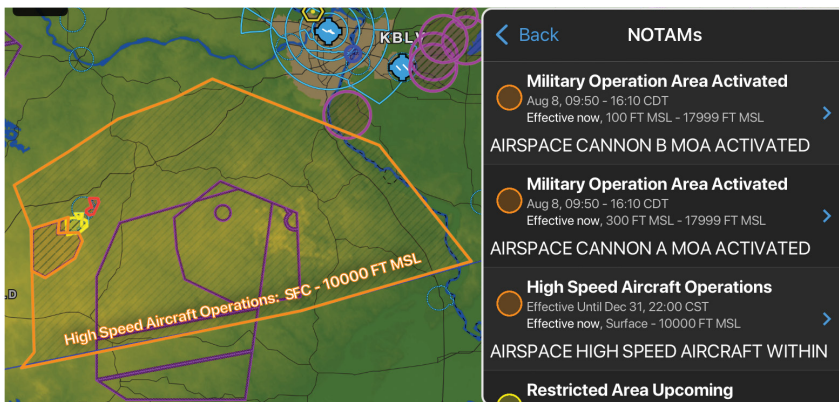 KBLV
LD
High Speed Aircraft Operations: SFC - 10000 FT MSL
Back
NOTAMs
Military Operation Area Activated
Aug 8, 09:50 - 16:10 CDT
Effective now, 100 FT MSL - 17999 FT MSL
AIRSPACE CANNON B MOA ACTIVATED
Military Operation Area Activated
Aug 8, 09:50 - 16:10 CDT
Effective now, 300 FT MSL - 17999 FT MSL
AIRSPACE CANNON A MOA ACTIVATED
High Speed Aircraft Operations
Effective Until Dec 31, 22:00 CST
Effective now, Surface - 10000 FT MSL
AIRSPACE HIGH SPEED AIRCRAFT WITHIN
Restricted Area Upcoming